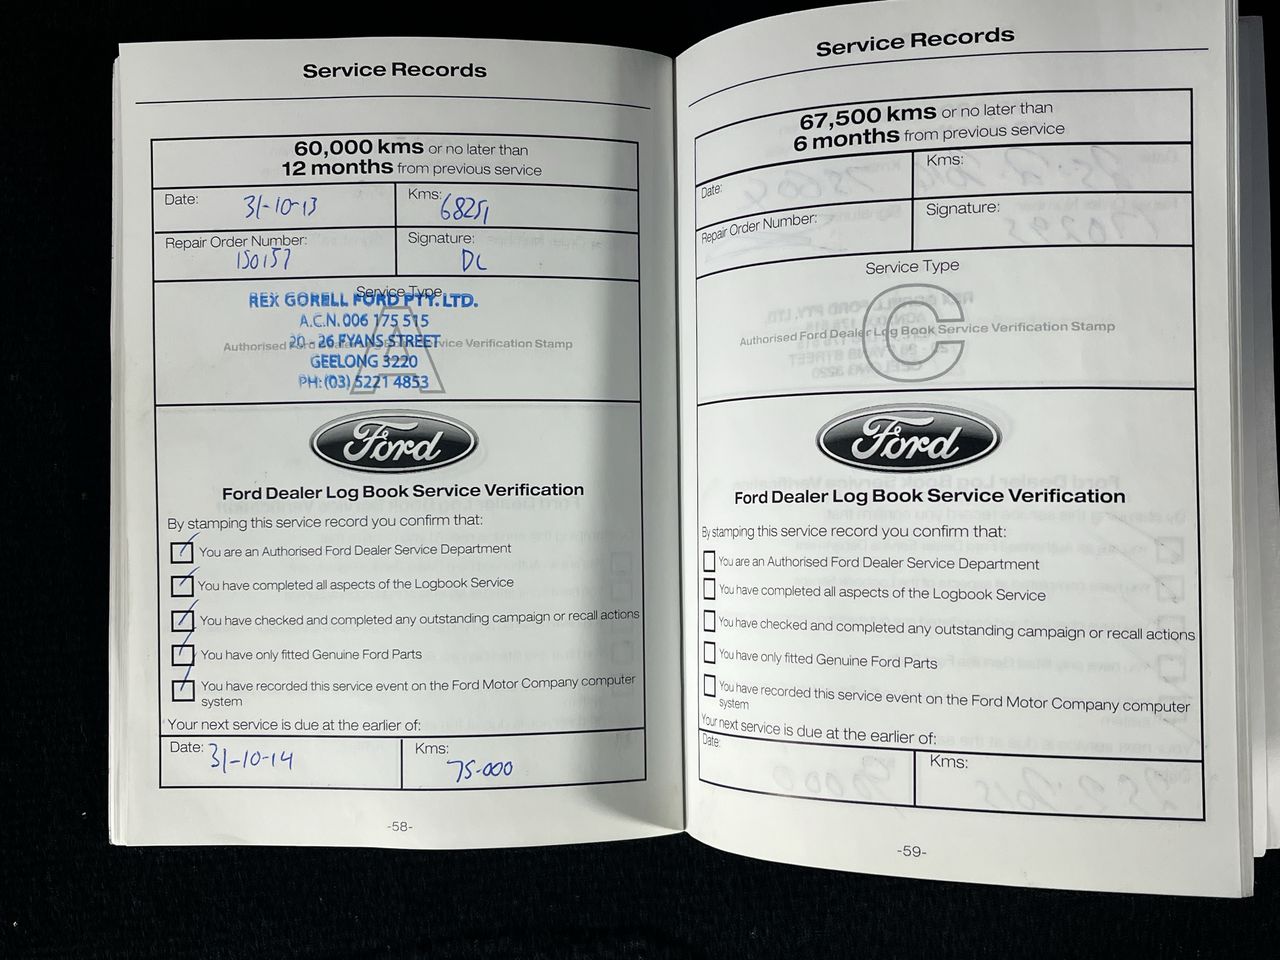 Service Records
60,000 kms or no later than
12 months from previous service
Date: 31-10-13
Kms: 68251
Repair Order Number: 150157
Signature: DC
Service Type
A
REX GORELL FORD PTY. LTD.
A.C.N. 006 175 515
20 - 26 FYANS STREET
GEELONG 3220
PH: (03) 5221 4853
Authorised Ford Dealer Service Verification Stamp
Ford
Ford Dealer Log Book Service Verification
By stamping this service record you confirm that:
You are an Authorised Ford Dealer Service Department
You have completed all aspects of the Logbook Service
You have checked and completed any outstanding campaign or recall actions
You have only fitted Genuine Ford Parts
You have recorded this service event on the Ford Motor Company computer
system
Your next service is due at the earlier of:
Date: 31-10-14
Kms: 75-000
-58-
Service Records
67,500 kms or no later than
6 months from previous service
Date:
Kms:
Repair Order Number:
Signature:
Service Type
C
Authorised Ford Dealer Log Book Service Verification Stamp
Ford
Ford Dealer Log Book Service Verification
By stamping this service record you confirm that:
You are an Authorised Ford Dealer Service Department
You have completed all aspects of the Logbook Service
You have checked and completed any outstanding campaign or recall actions
You have only fitted Genuine Ford Parts
You have recorded this service event on the Ford Motor Company computer
system
Your next service is due at the earlier of:
Date:
Kms:
-59-